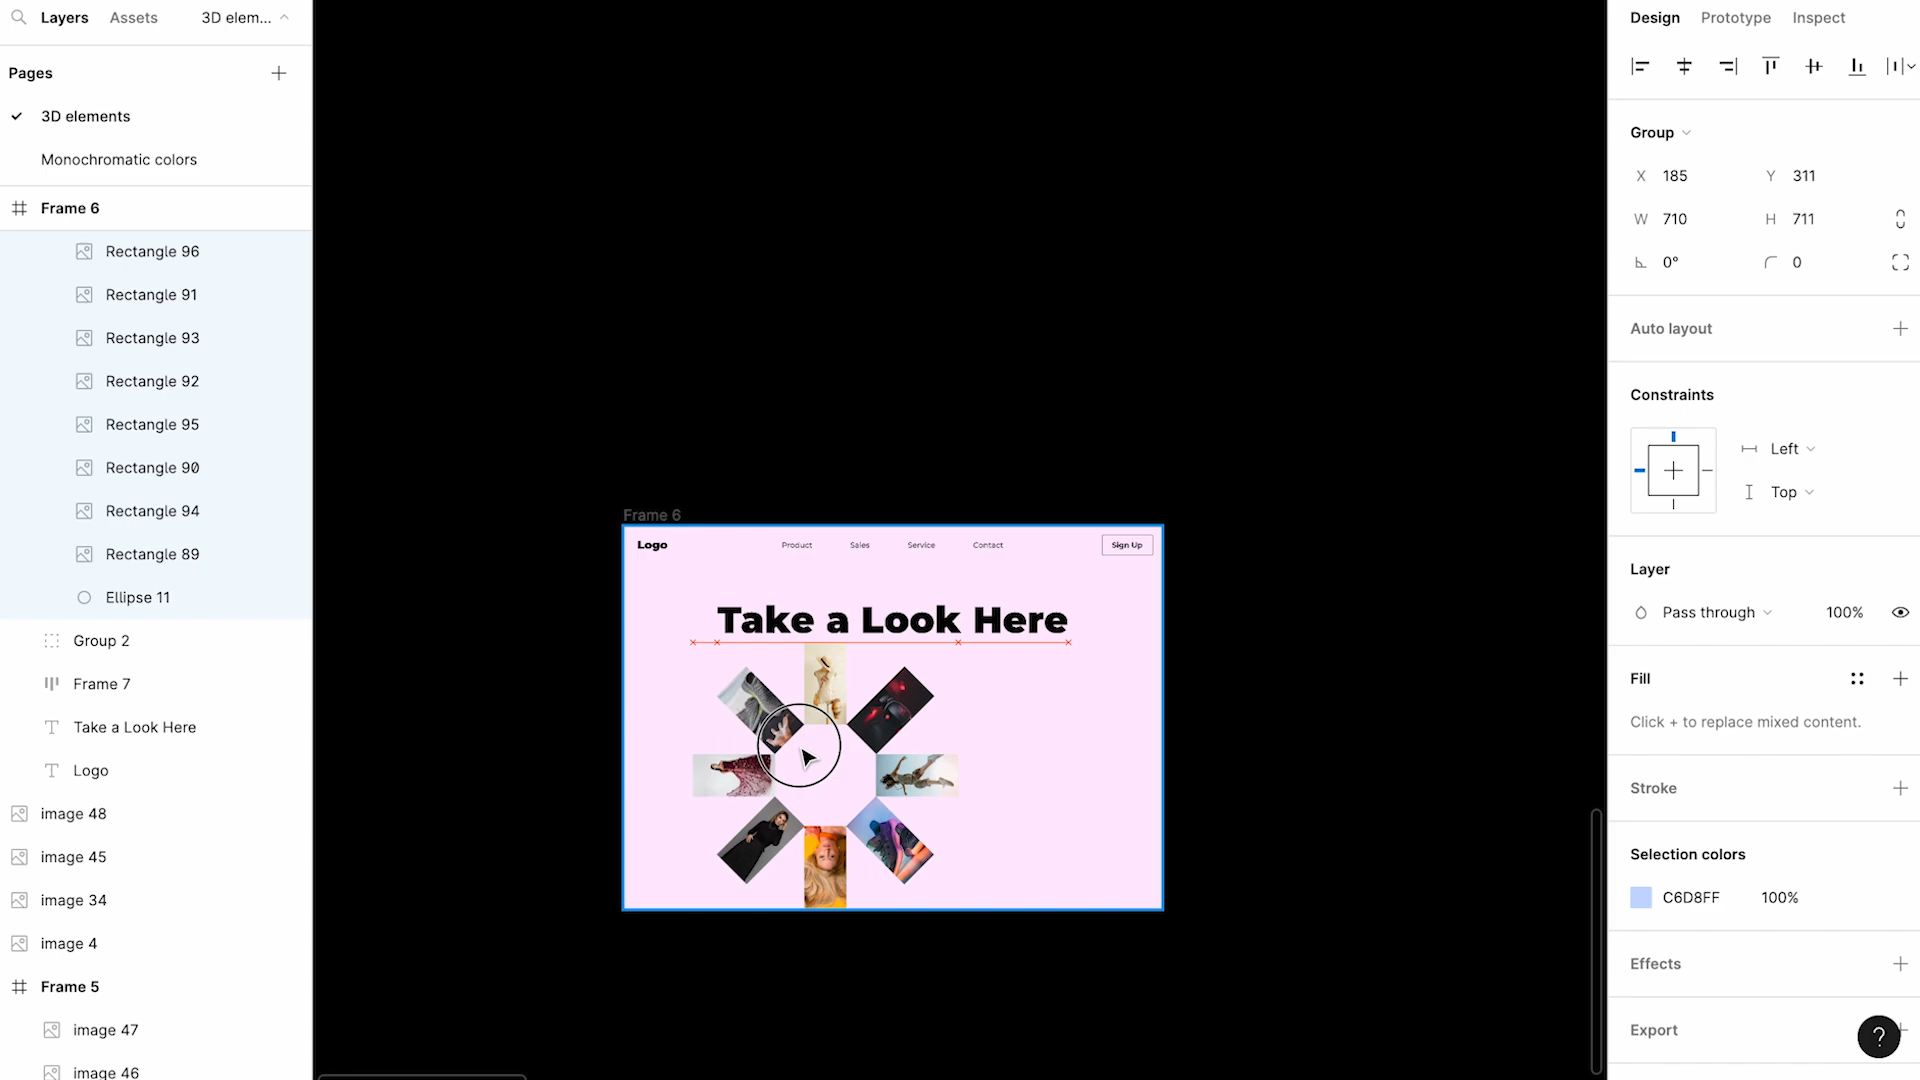 Layers Assets 3D elem...
Pages
3D elements
Monochromatic colors
Frame 6
Rectangle 96
Rectangle 91
Rectangle 93
Rectangle 92
Rectangle 95
Rectangle 90
Rectangle 94
Rectangle 89
Ellipse 11
Group 2
Frame 7
Take a Look Here
Logo
image 48
image 45
image 34
image 4
Frame 5
image 47
image 46
Frame 6
Logo Product Sales Service Contact Sign Up
Take a Look Here
Design Prototype Inspect
Group
X 185 Y 311
W 710 H 711
0° 0
Auto layout
Constraints
Left
Top
Layer
Pass through 100%
Fill
Click + to replace mixed content.
Stroke
Selection colors
C6D8FF 100%
Effects
Export
?